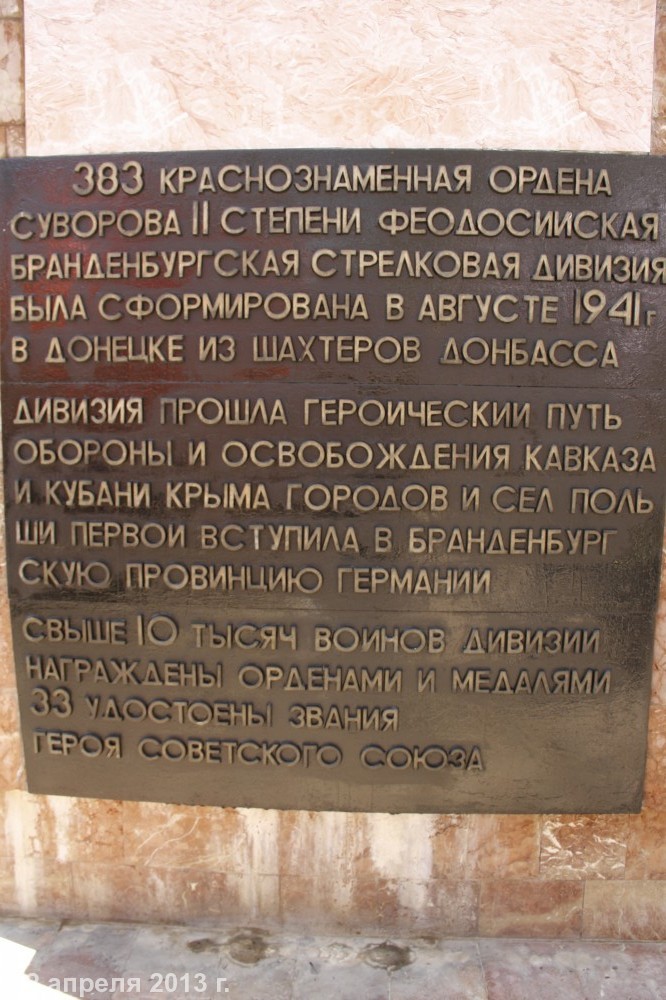 383 КРАСНОЗНАМЕННАЯ ОРДЕНА
СУВОРОВА II СТЕПЕНИ ФЕОДОСИИСКАЯ
БРАНДЕНБУРГСКАЯ СТРЕЛКОВАЯ ДИВИЗИЯ
БЫЛА СФОРМИРОВАНА В АВГУСТЕ 1941 Г
В ДОНЕЦКЕ ИЗ ШАХТЕРОВ ДОНБАССА
ДИВИЗИЯ ПРОШЛА ГЕРОИЧЕСКИИ ПУТЬ
ОБОРОНЫ И ОСВОБОЖДЕНИЯ КАВКАЗА
И КУБАНИ КРЫМА ГОРОДОВ И СЕЛ ПОЛЬ
ШИ ПЕРВОИ ВСТУПИЛА В БРАНДЕНБУРГ
СКУЮ ПРОВИНЦИЮ ГЕРМАНИИ
СВЫШЕ 10 ТЫСЯЧ ВОИНОВ ДИВИЗИИ
НАГРАЖДЕНЫ ОРДЕНАМИ И МЕДАЛЯМИ
33 УДОСТОЕНЫ ЗВАНИЯ
ГЕРОЯ СОВЕТСКОГО СОЮЗА
апреля 2013 г.